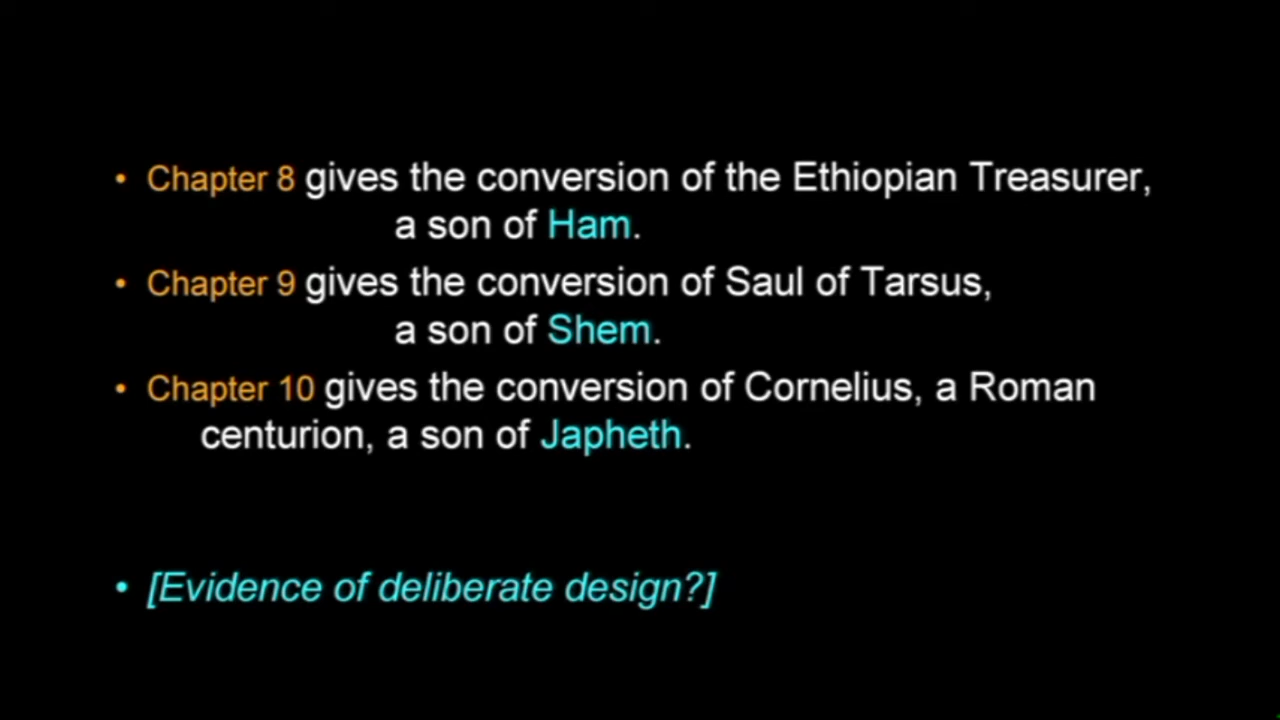 • Chapter 8 gives the conversion of the Ethiopian Treasurer,
a son of Ham.
• Chapter 9 gives the conversion of Saul of Tarsus,
a son of Shem.
• Chapter 10 gives the conversion of Cornelius, a Roman
centurion, a son of Japheth.
• [Evidence of deliberate design?]